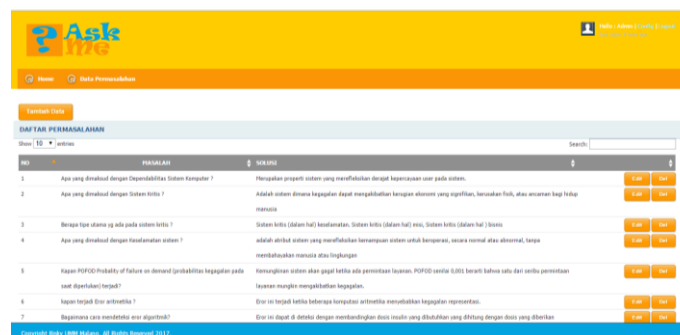 Ask me
Hello : Admin | Config | Logout
Home Data Permasalahan
Tambah Data
DAFTAR PERMASALAHAN
Show 10 entries Search:
NO MASALAH SOLUSI
1 Apa yang dimaksud dengan Dependabilitas Sistem Komputer ? Merupakan properti sistem yang merefleksikan derajat kepercayaan user pada sistem. Edit Del
2 Apa yang dimaksud dengan Sistem Kritis ? Adalah sistem dimana kegagalan dapat mengakibatkan kerugian ekonomi yang signifikan, kerusakan fisik, atau ancaman bagi hidup Edit Del
manusia
3 Berapa tipe utama yg ada pada sistem kritis ? Sistem kritis (dalam hal) keselamatan, Sistem kritis (dalam hal) misi, Sistem kritis (dalam hal ) bisnis Edit Del
4 Apa yang dimaksud dengan Keselamatan sistem ? adalah atribut sistem yang merefleksikan kemampuan sistem untuk beroperasi, secara normal atau abnormal, tanpa Edit Del
membahayakan manusia atau lingkungan
5 Kapan POFOD Probality of failure on demand (probabilitas kegagalan pada Kemungkinan sistem akan gagal ketika ada permintaan layanan. POFOD senilai 0,001 berarti bahwa satu dari seribu permintaan Edit Del
saat diperlukan) terjadi? layanan mungkin mengakibatkan kegagalan.
6 kapan terjadi Eror aritmetika ? Eror ini terjadi ketika beberapa komputasi aritmetika menyebabkan kegagalan representasi. Edit Del
7 Bagaimana cara mendeteksi eror algoritmik? Eror ini dapat di deteksi dengan membandingkan dosis insulin yang dibutuhkan yang dihitung dengan dosis yang diberikan Edit Del
Copyright Rizky UMM Malang. All Rights Reserved 2017